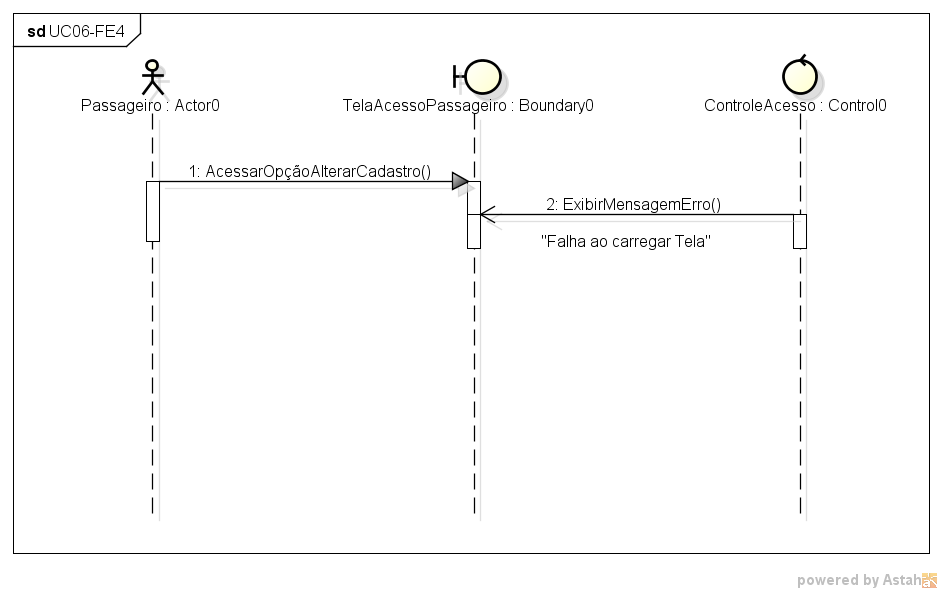 sd UC06-FE4
Passageiro : Actor0
TelaAcessoPassageiro : Boundary0
ControleAcesso : Control0
1: AcessarOpçãoAlterarCadastro()
2: ExibirMensagemErro()
"Falha ao carregar Tela"
powered by Astah